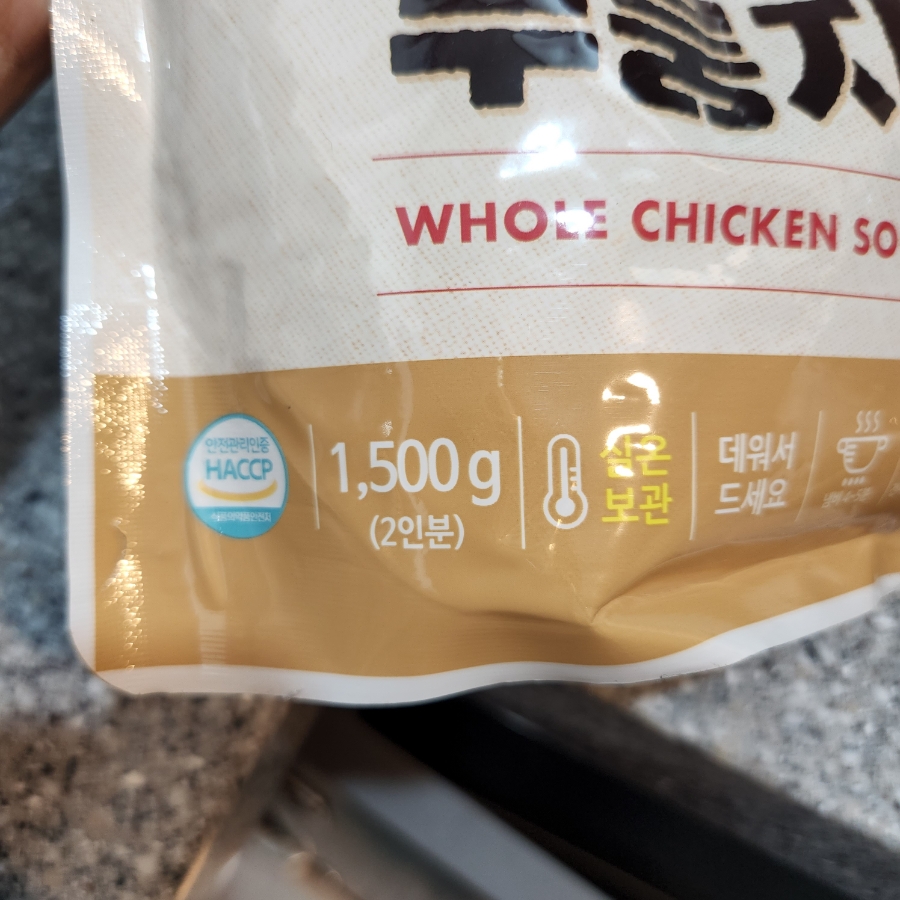 WHOLE CHICKEN SO
안전관리인증
HACCP
1,500g
(2인분)
실온
보관
데워서
드세요